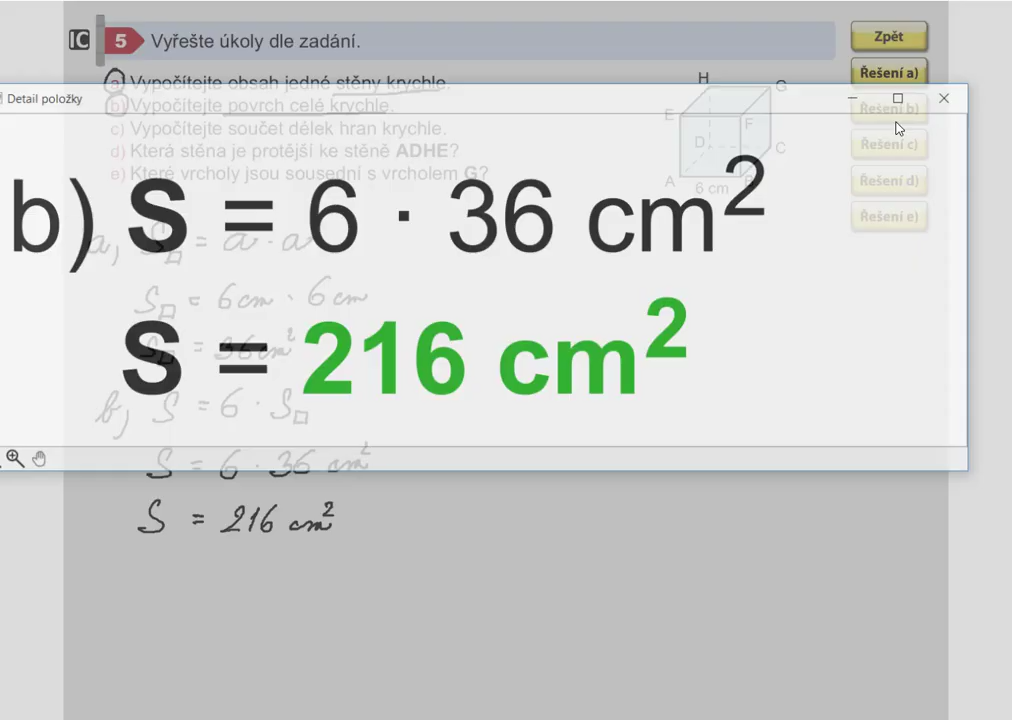 IC 5 Vyřešte úkoly dle zadání.
Zpět
a) Vypočítejte obsah jedné stěny krychle.
Řešení a)
b) Vypočítejte povrch celé krychle.
Řešení b)
c) Vypočítejte součet délek hran krychle.
Řešení c)
d) Která stěna je protější ke stěně ADHE?
Řešení d)
e) Které vrcholy jsou sousední s vrcholem G?
Řešení e)
H G
E F
D C
A B
6 cm
Detail položky
b) S = 6 · 36 cm²
S = 216 cm²
a) S□ = a · a
S□ = 6 cm · 6 cm
S□ = 36 cm²
b) S = 6 · S□
S = 6 · 36 cm²
S = 216 cm²